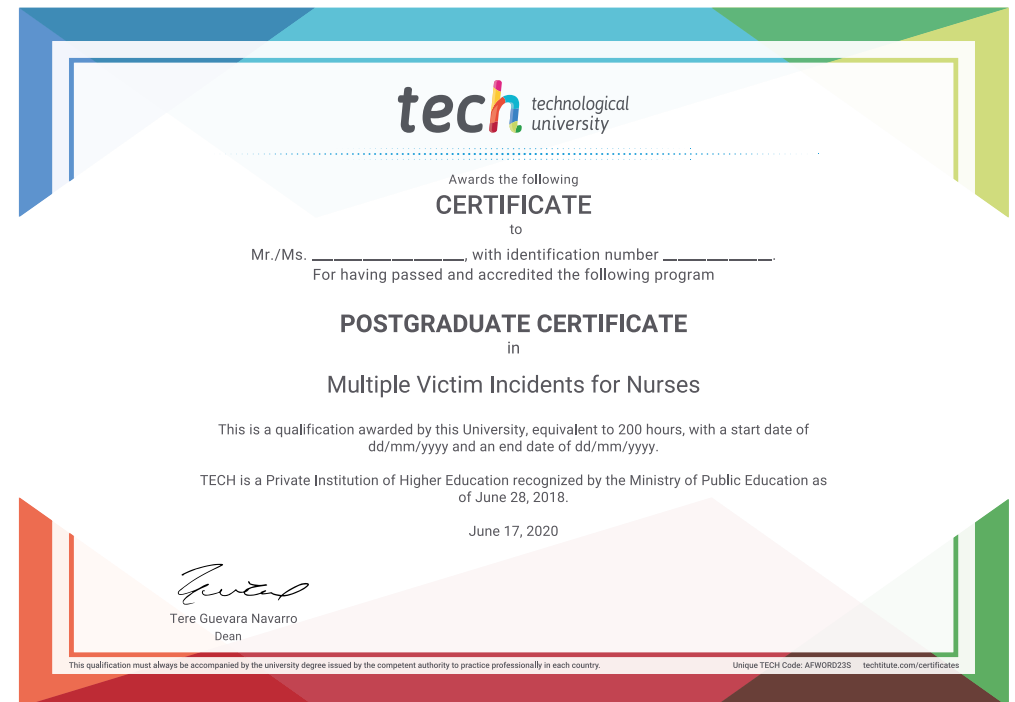 tech technological
university
Awards the following
CERTIFICATE
to
Mr./Ms. ____________________, with identification number ______________.
For having passed and accredited the following program
POSTGRADUATE CERTIFICATE
in
Multiple Victim Incidents for Nurses
This is a qualification awarded by this University, equivalent to 200 hours, with a start date of
dd/mm/yyyy and an end date of dd/mm/yyyy.
TECH is a Private Institution of Higher Education recognized by the Ministry of Public Education as
of June 28, 2018.
June 17, 2020
Tere Guevara Navarro
Dean
This qualification must always be accompanied by the university degree issued by the competent authority to practice professionally in each country.
Unique TECH Code: AFWORD23S techtitute.com/certificates